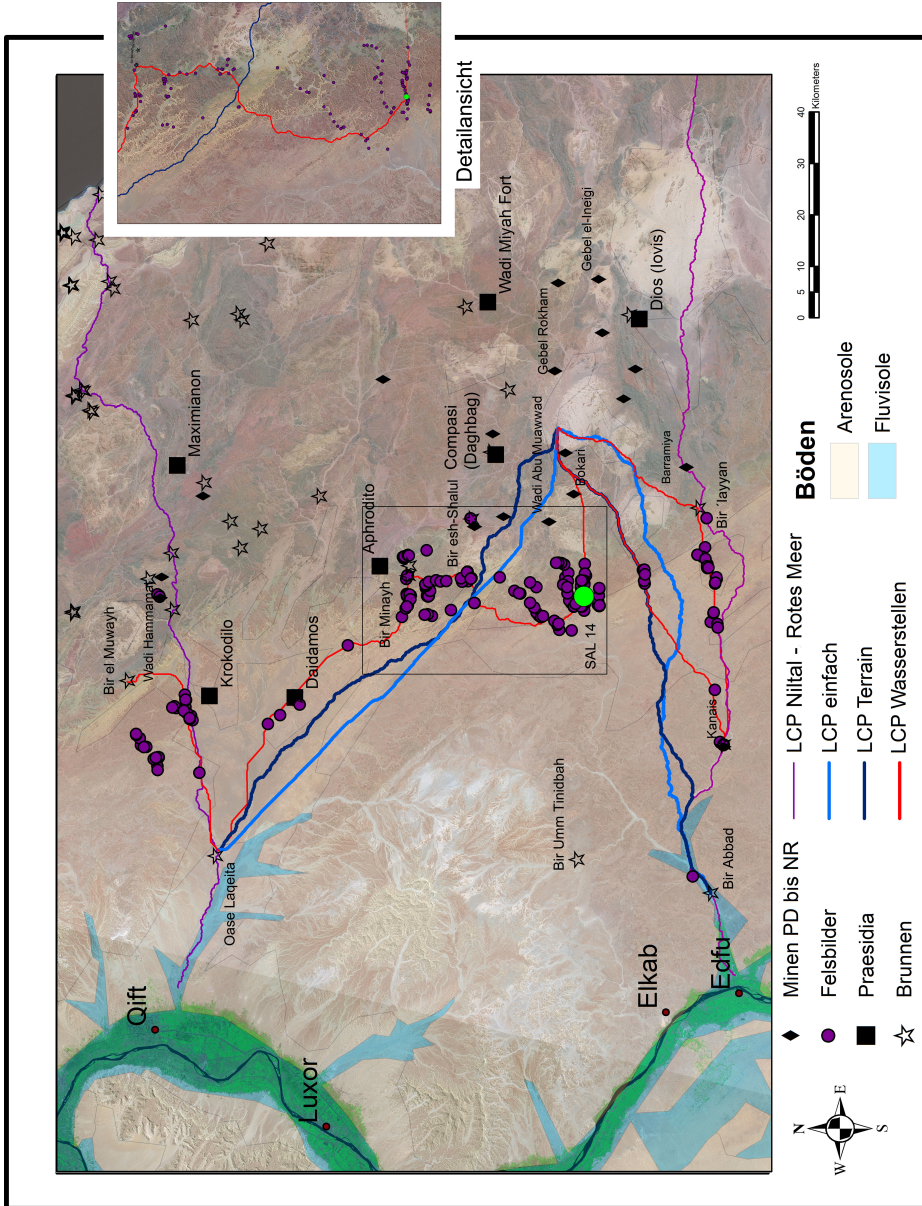 Detailansicht
Qift
Luxor
Elkab
Edfu
Oase Laqeita
Bir el Muwayh
Wadi Hammamat
Krokodilo
Daidamos
Maximianon
Aphrodito
Bir Minayh
Bir esh-Shalul
Compasi
(Daghbag)
Wadi Miyah Fort
Wadi Abu Muawwad
Gebel Rokham
Gebel el-Ineigi
Bokari
Dios (Iovis)
SAL 14
Barramiya
Bir ´Iayyan
Kanais
Bir Umm Tinidbah
Bir Abbad
N
W
E
S
Minen PD bis NR
Felsbilder
Praesidia
Brunnen
LCP Niltal - Rotes Meer
LCP einfach
LCP Terrain
LCP Wasserstellen
Böden
Arenosole
Fluvisole
0 5 10 20 30 40
Kilometers